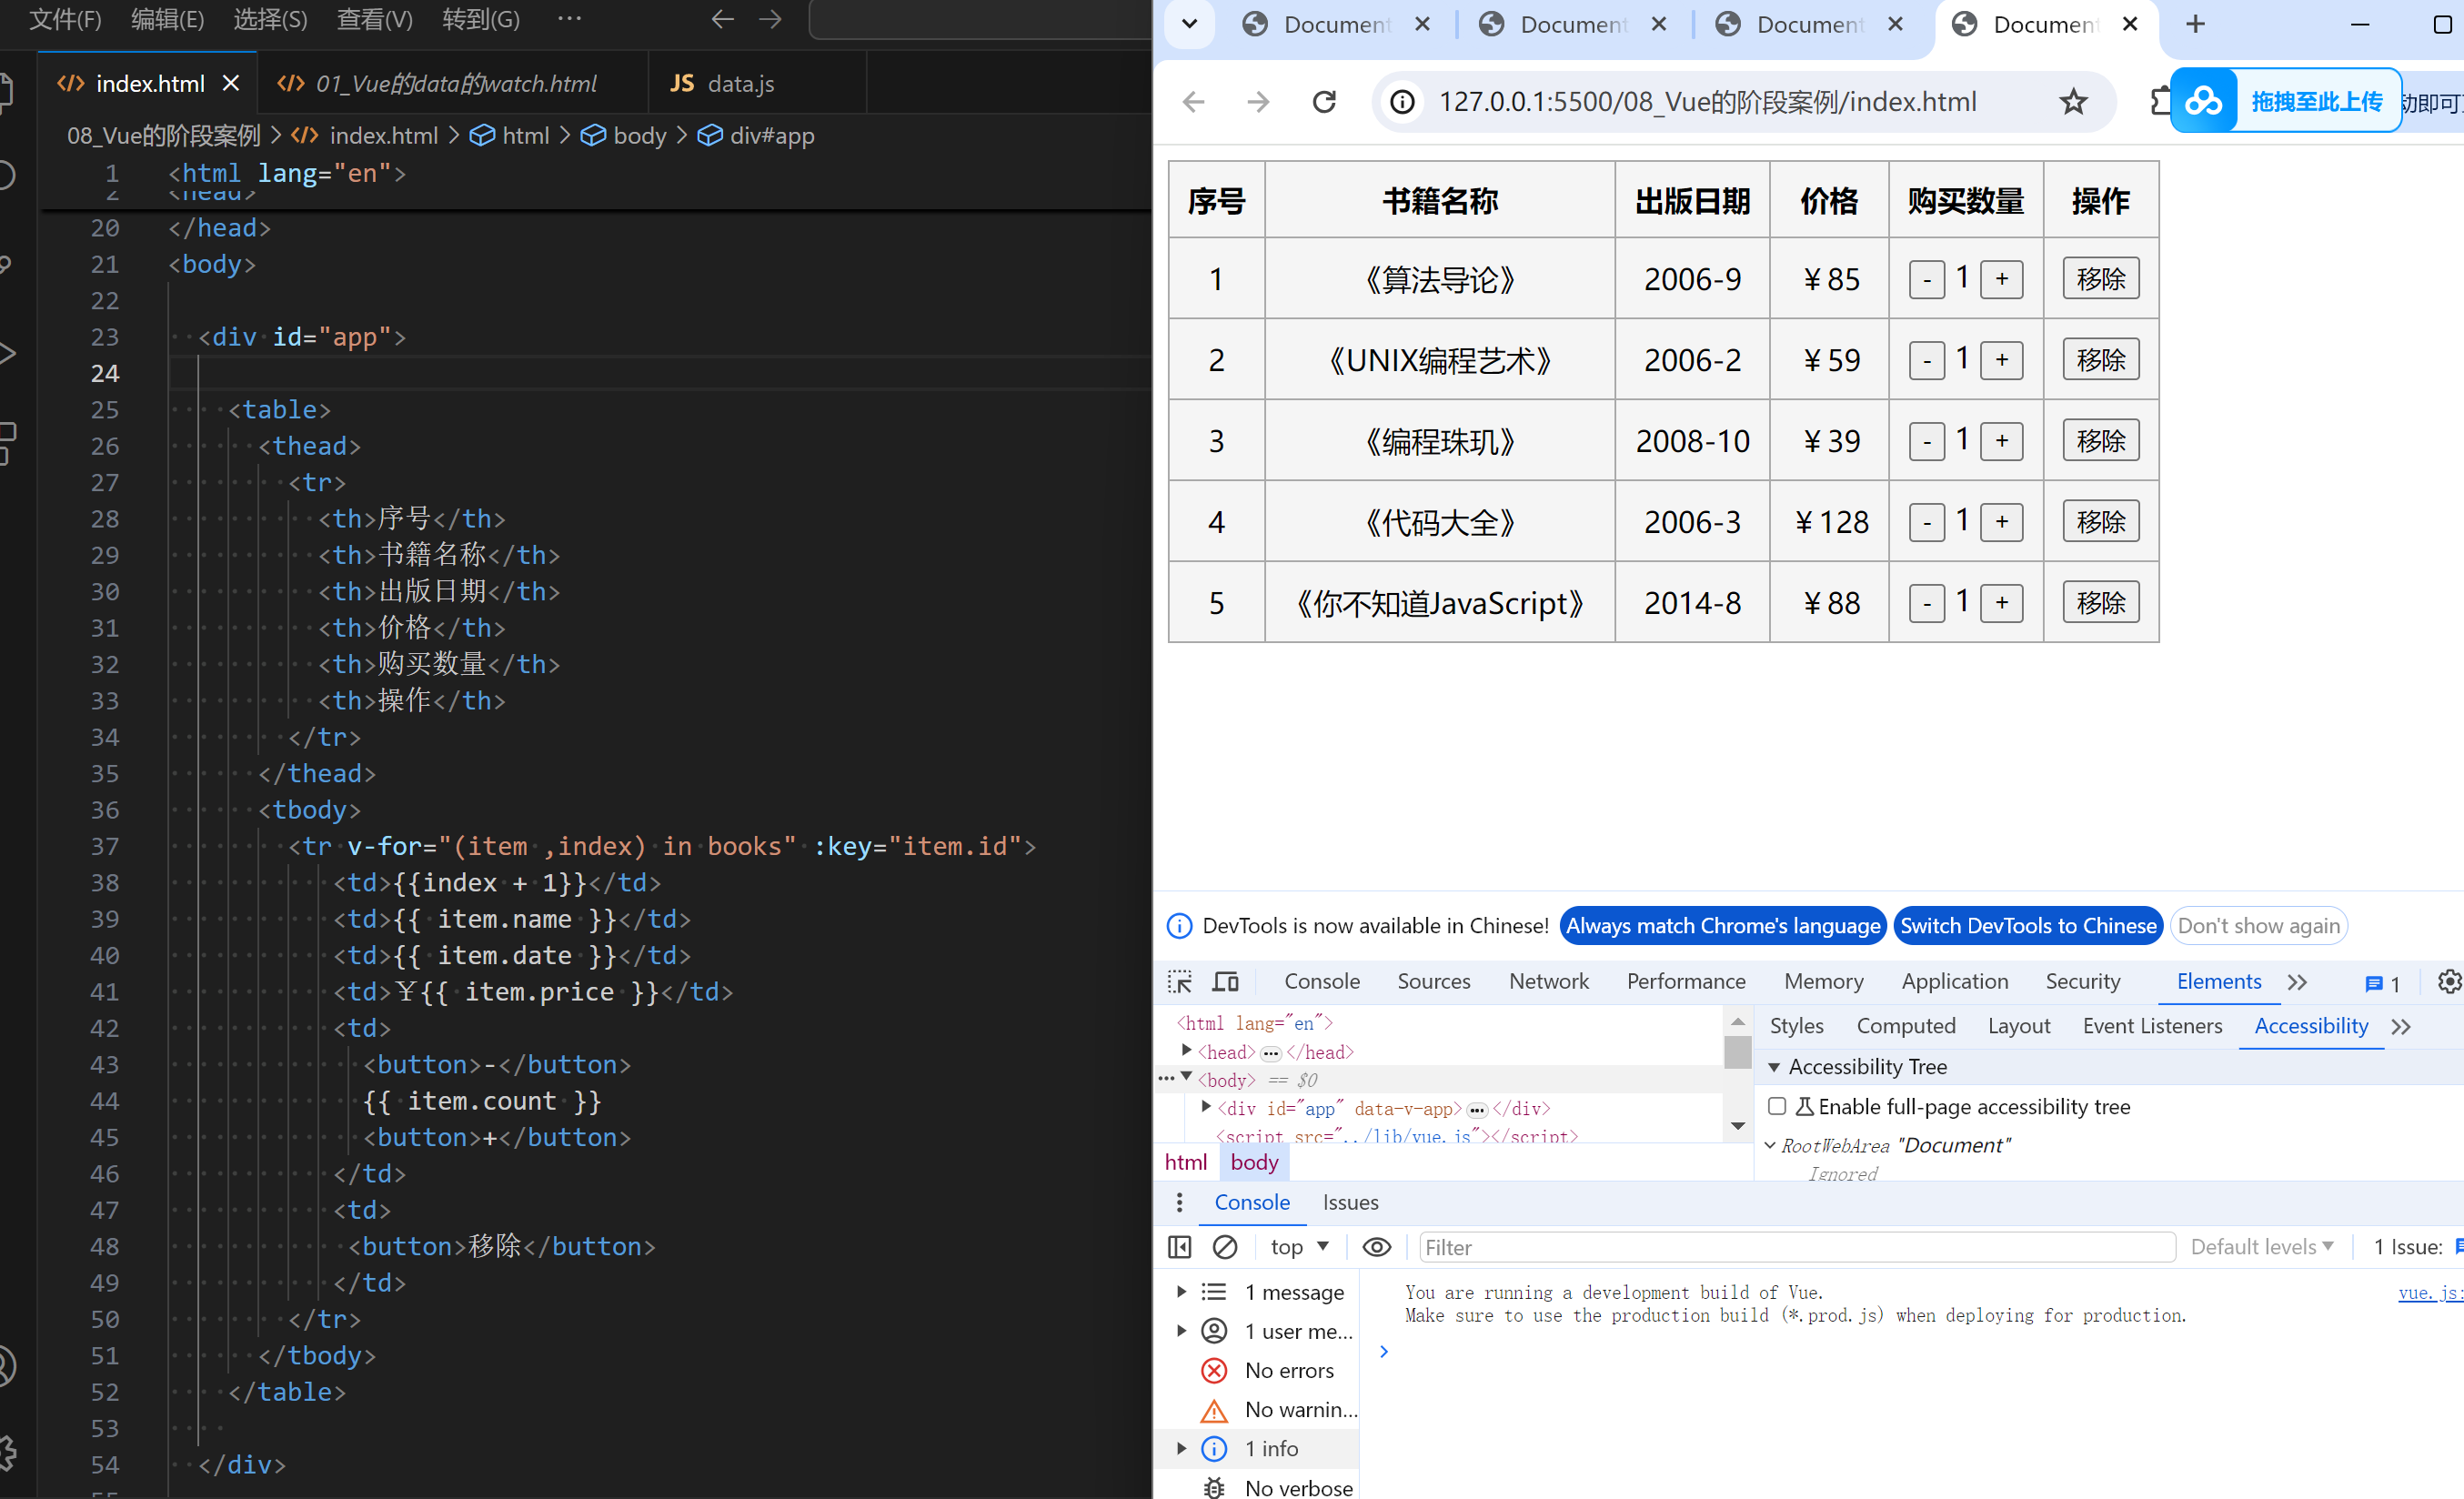 文件(F) 编辑(E) 选择(S) 查看(V) 转到(G) ···
index.html
01_Vue的data的watch.html
JS data.js
08_Vue的阶段案例 > index.html > html > body > div#app
1 <html lang="en">
2 <head>
20 </head>
21 <body>
22
23 <div id="app">
24
25 <table>
26 <thead>
27 <tr>
28 <th>序号</th>
29 <th>书籍名称</th>
30 <th>出版日期</th>
31 <th>价格</th>
32 <th>购买数量</th>
33 <th>操作</th>
34 </tr>
35 </thead>
36 <tbody>
37 <tr v-for="(item ,index) in books" :key="item.id">
38 <td>{{index + 1}}</td>
39 <td>{{ item.name }}</td>
40 <td>{{ item.date }}</td>
41 <td>¥{{ item.price }}</td>
42 <td>
43 <button>-</button>
44 {{ item.count }}
45 <button>+</button>
46 </td>
47 <td>
48 <button>移除</button>
49 </td>
50 </tr>
51 </tbody>
52 </table>
53
54 </div>
Document Document Document Document
127.0.0.1:5500/08_Vue的阶段案例/index.html
拖拽至此上传
动即可
序号 书籍名称 出版日期 价格 购买数量 操作
1 《算法导论》 2006-9 ¥85 - 1 + 移除
2 《UNIX编程艺术》 2006-2 ¥59 - 1 + 移除
3 《编程珠玑》 2008-10 ¥39 - 1 + 移除
4 《代码大全》 2006-3 ¥128 - 1 + 移除
5 《你不知道JavaScript》 2014-8 ¥88 - 1 + 移除
DevTools is now available in Chinese! Always match Chrome's language Switch DevTools to Chinese Don't show again
Console Sources Network Performance Memory Application Security Elements 1
<html lang="en">
<head> ··· </head>
··· <body> == $0
<div id="app" data-v-app> ··· </div>
<script src="../lib/vue.js"></script>
html body
Styles Computed Layout Event Listeners Accessibility
Accessibility Tree
Enable full-page accessibility tree
RootWebArea "Document"
Ignored
Console Issues
top Filter Default levels 1 Issue:
1 message
1 user me...
No errors
No warnin...
1 info
No verbose
You are running a development build of Vue.
Make sure to use the production build (*.prod.js) when deploying for production.
vue.js:
>